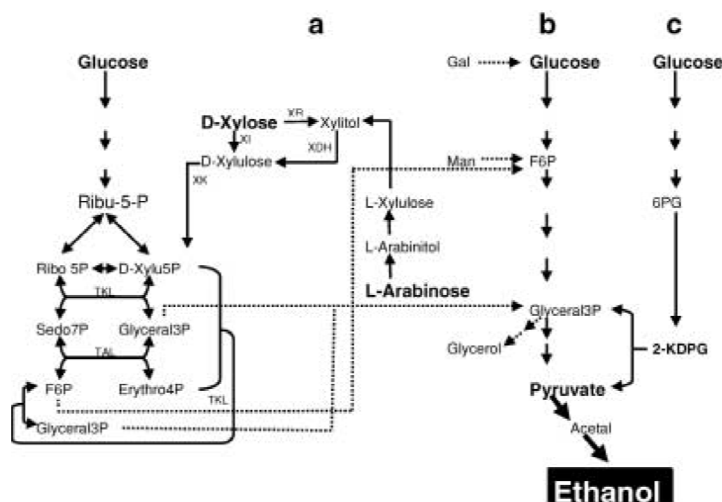 a
b
c
Glucose
Gal
Glucose
Glucose
D-Xylose
XR
Xylitol
XI
XDH
D-Xylulose
Man
F6P
XK
Ribu-5-P
L-Xylulose
6PG
L-Arabinitol
Ribo 5P
D-Xylu5P
TKL
L-Arabinose
Glyceral3P
Sedo7P
Glyceral3P
Glycerol
2-KDPG
TAL
F6P
Erythro4P
TKL
Pyruvate
Glyceral3P
Acetal
Ethanol